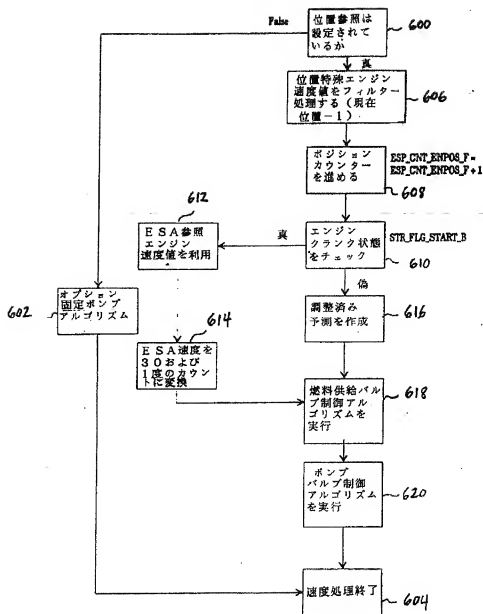 False
位置参照は
設定されて
いるか
600
真
位置特殊エンジン
速度値をフィルター
処理する（現在
位置－1）
606
ポジション
カウンター
を進める
608
ESP_CNT_ENPOS_F=
ESP_CNT_ENPOS_F+1
612
ESA参照
エンジン
速度値を利用
真
エンジン
クランク状態
をチェック
610
STR_FLG_START_B
偽
602
オプション
固定ポンプ
アルゴリズム
614
ESA速度を
30および
1度のカウン
トに変換
調整済み
予測を作成
616
燃料供給バル
ブ制御アル
ゴリズムを
実行
618
ポンプ
バルブ制御
アルゴリズム
を実行
620
速度処理終了
604